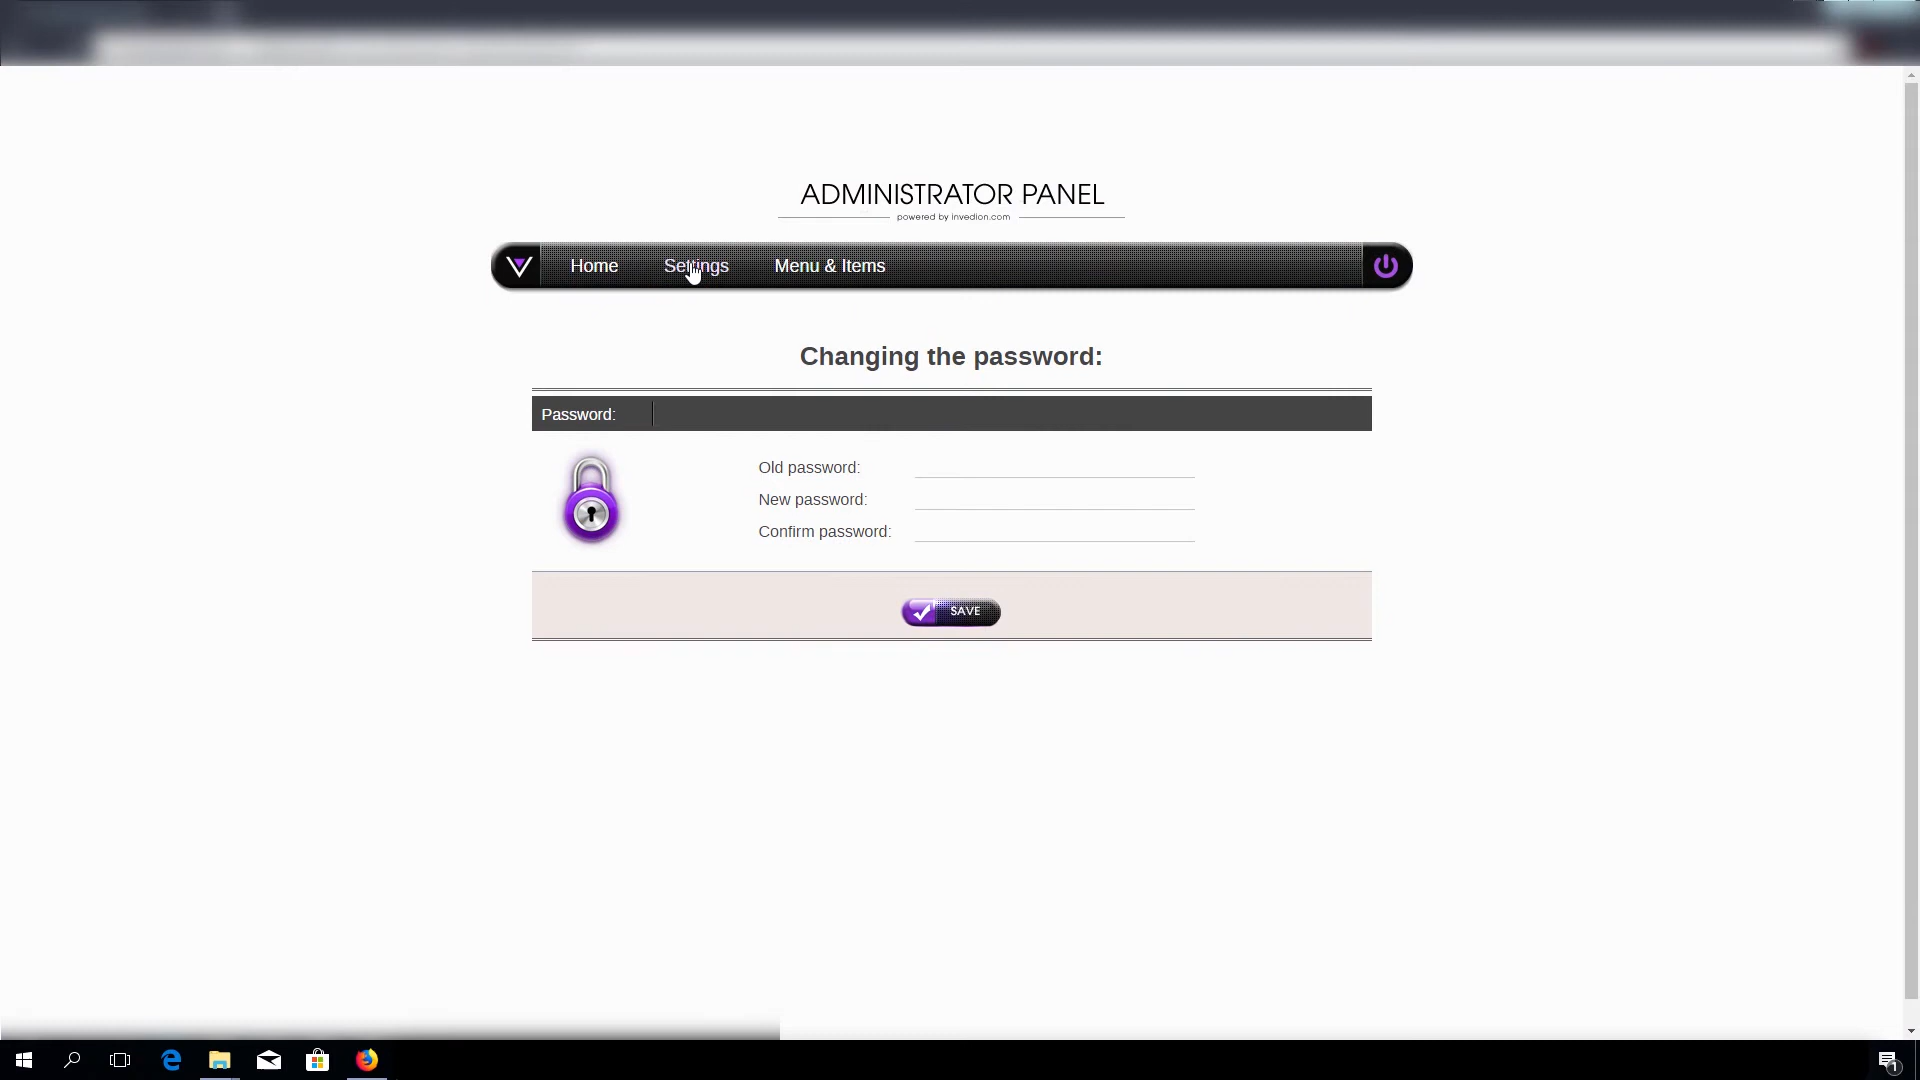 ADMINISTRATOR PANEL
powered by invedion.com
Home Settings Menu & Items
Changing the password:
Password:
Old password:
New password:
Confirm password:
SAVE
1